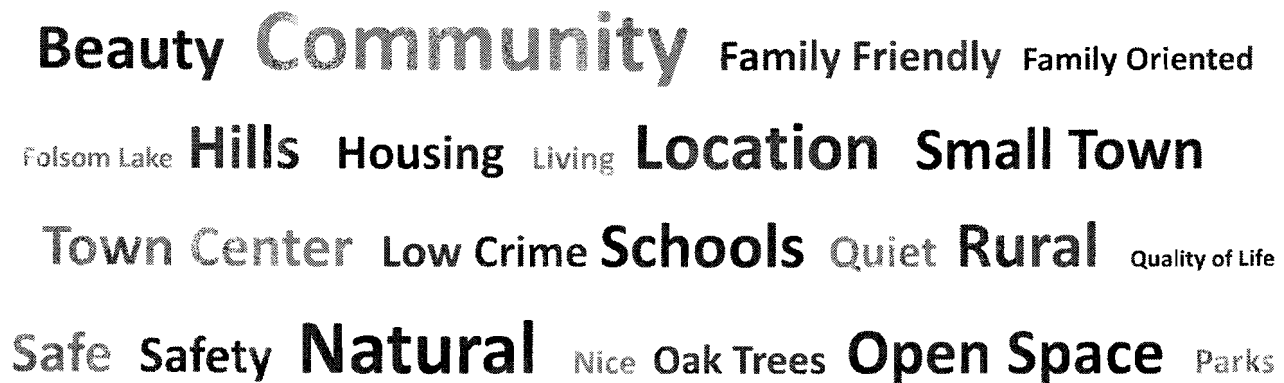 Beauty Community Family Friendly Family Oriented
Folsom Lake Hills Housing Living Location Small Town
Town Center Low Crime Schools Quiet Rural Quality of Life
Safe Safety Natural Nice Oak Trees Open Space Parks